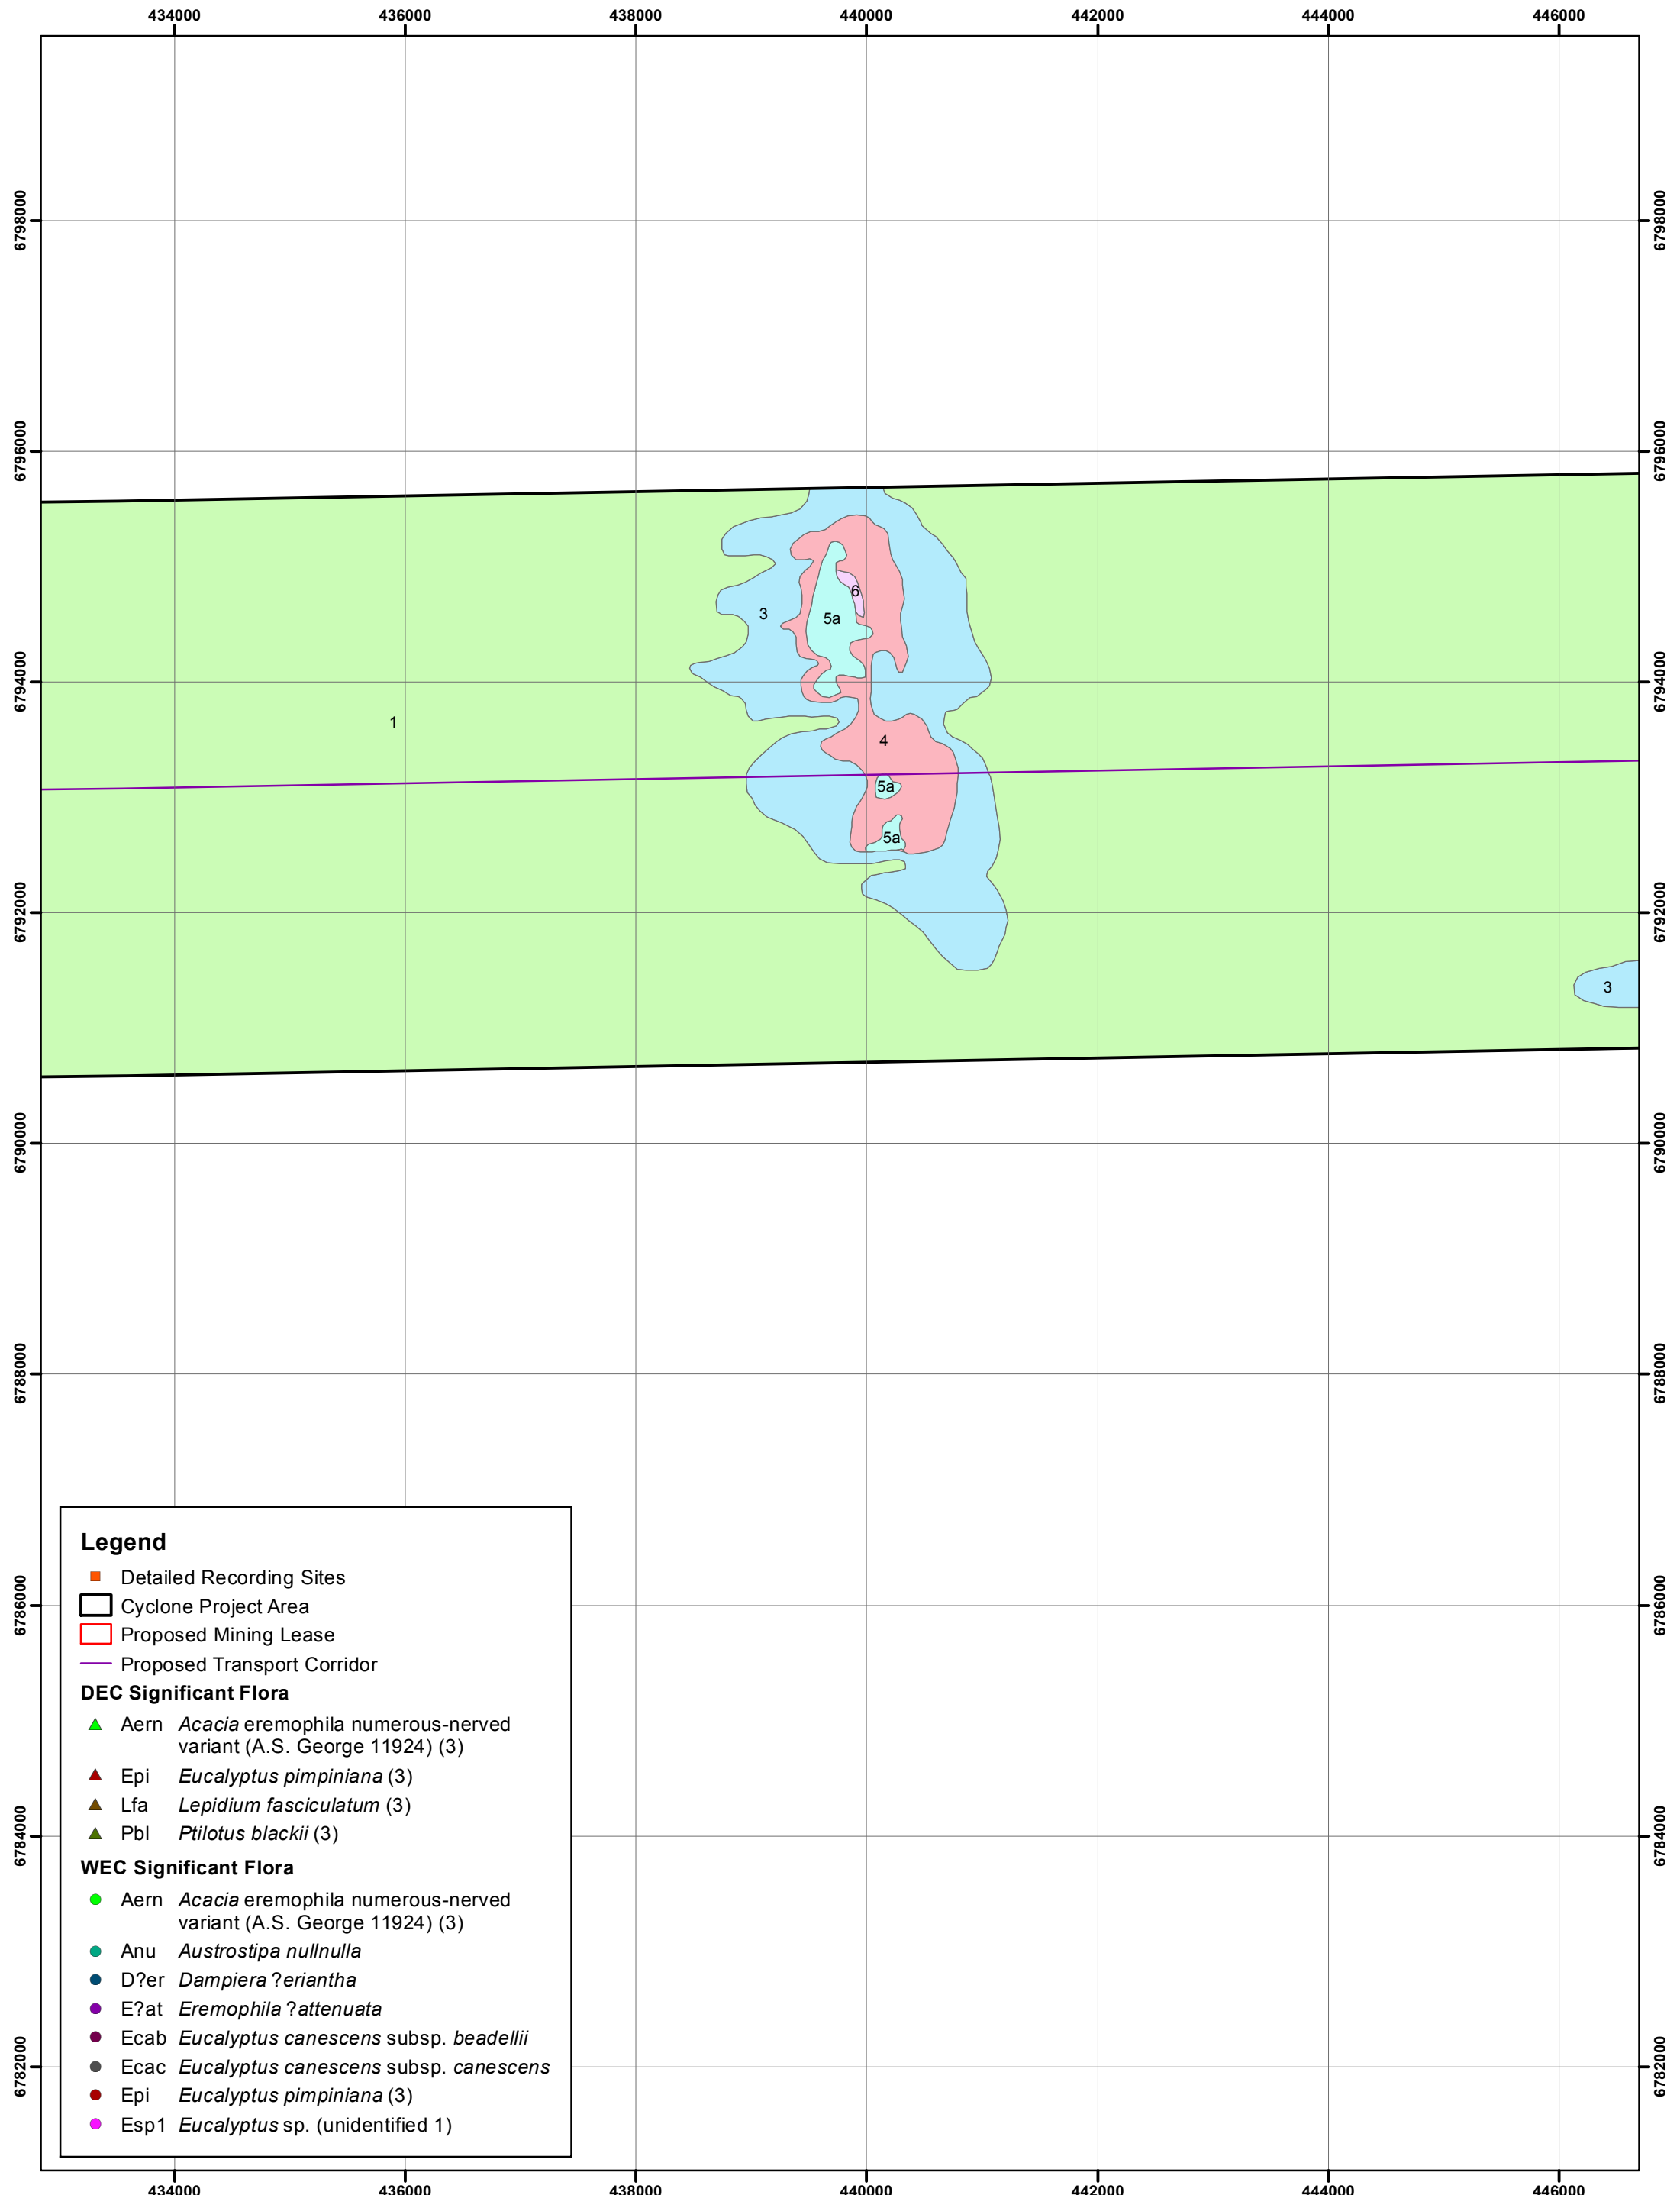 434000 436000 438000 440000 442000 444000 446000
6798000 6798000
6796000 6796000
6
3
5a
6794000 6794000
1
4
5a
5a
6792000 6792000
3
6790000 6790000
6788000 6788000
6786000 6786000
6784000 6784000
6782000 6782000
Legend
Detailed Recording Sites
Cyclone Project Area
Proposed Mining Lease
Proposed Transport Corridor
DEC Significant Flora
Aern Acacia eremophila numerous-nerved
variant (A.S. George 11924) (3)
Epi Eucalyptus pimpiniana (3)
Lfa Lepidium fasciculatum (3)
Pbl Ptilotus blackii (3)
WEC Significant Flora
Aern Acacia eremophila numerous-nerved
variant (A.S. George 11924) (3)
Anu Austrostipa nullnulla
D?er Dampiera ?eriantha
E?at Eremophila ?attenuata
Ecab Eucalyptus canescens subsp. beadellii
Ecac Eucalyptus canescens subsp. canescens
Epi Eucalyptus pimpiniana (3)
Esp1 Eucalyptus sp. (unidentified 1)
434000 436000 438000 440000 442000 444000 446000